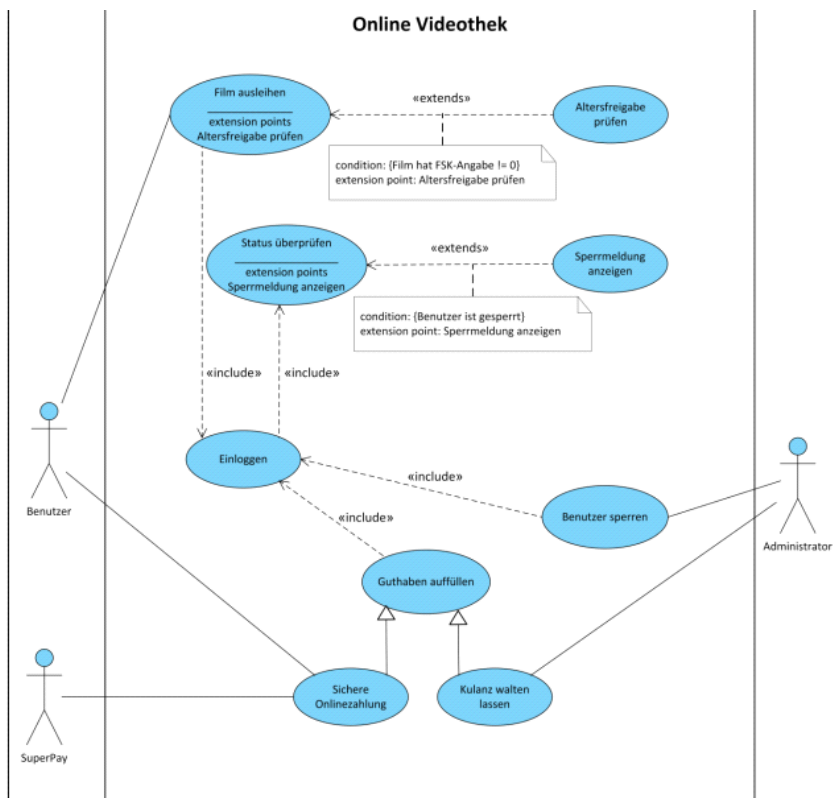 Online Videothek
Film ausleihen
extension points
Altersfreigabe prüfen
«extends»
Altersfreigabe
prüfen
condition: {Film hat FSK-Angabe != 0}
extension point: Altersfreigabe prüfen
Status überprüfen
extension points
Sperrmeldung anzeigen
«extends»
Sperrmeldung
anzeigen
condition: {Benutzer ist gesperrt}
extension point: Sperrmeldung anzeigen
«include»
«include»
Einloggen
Benutzer
«include»
Benutzer sperren
Administrator
«include»
Guthaben auffüllen
Sichere
Onlinezahlung
Kulanz walten
lassen
SuperPay